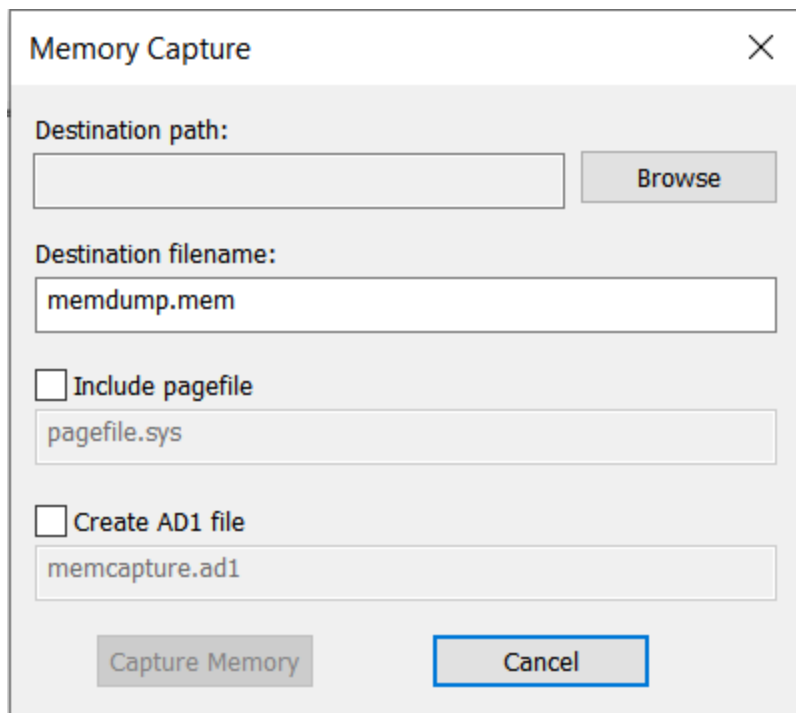 Memory Capture
Destination path:
Browse
Destination filename:
memdump.mem
Include pagefile
pagefile.sys
Create AD1 file
memcapture.ad1
Capture Memory
Cancel